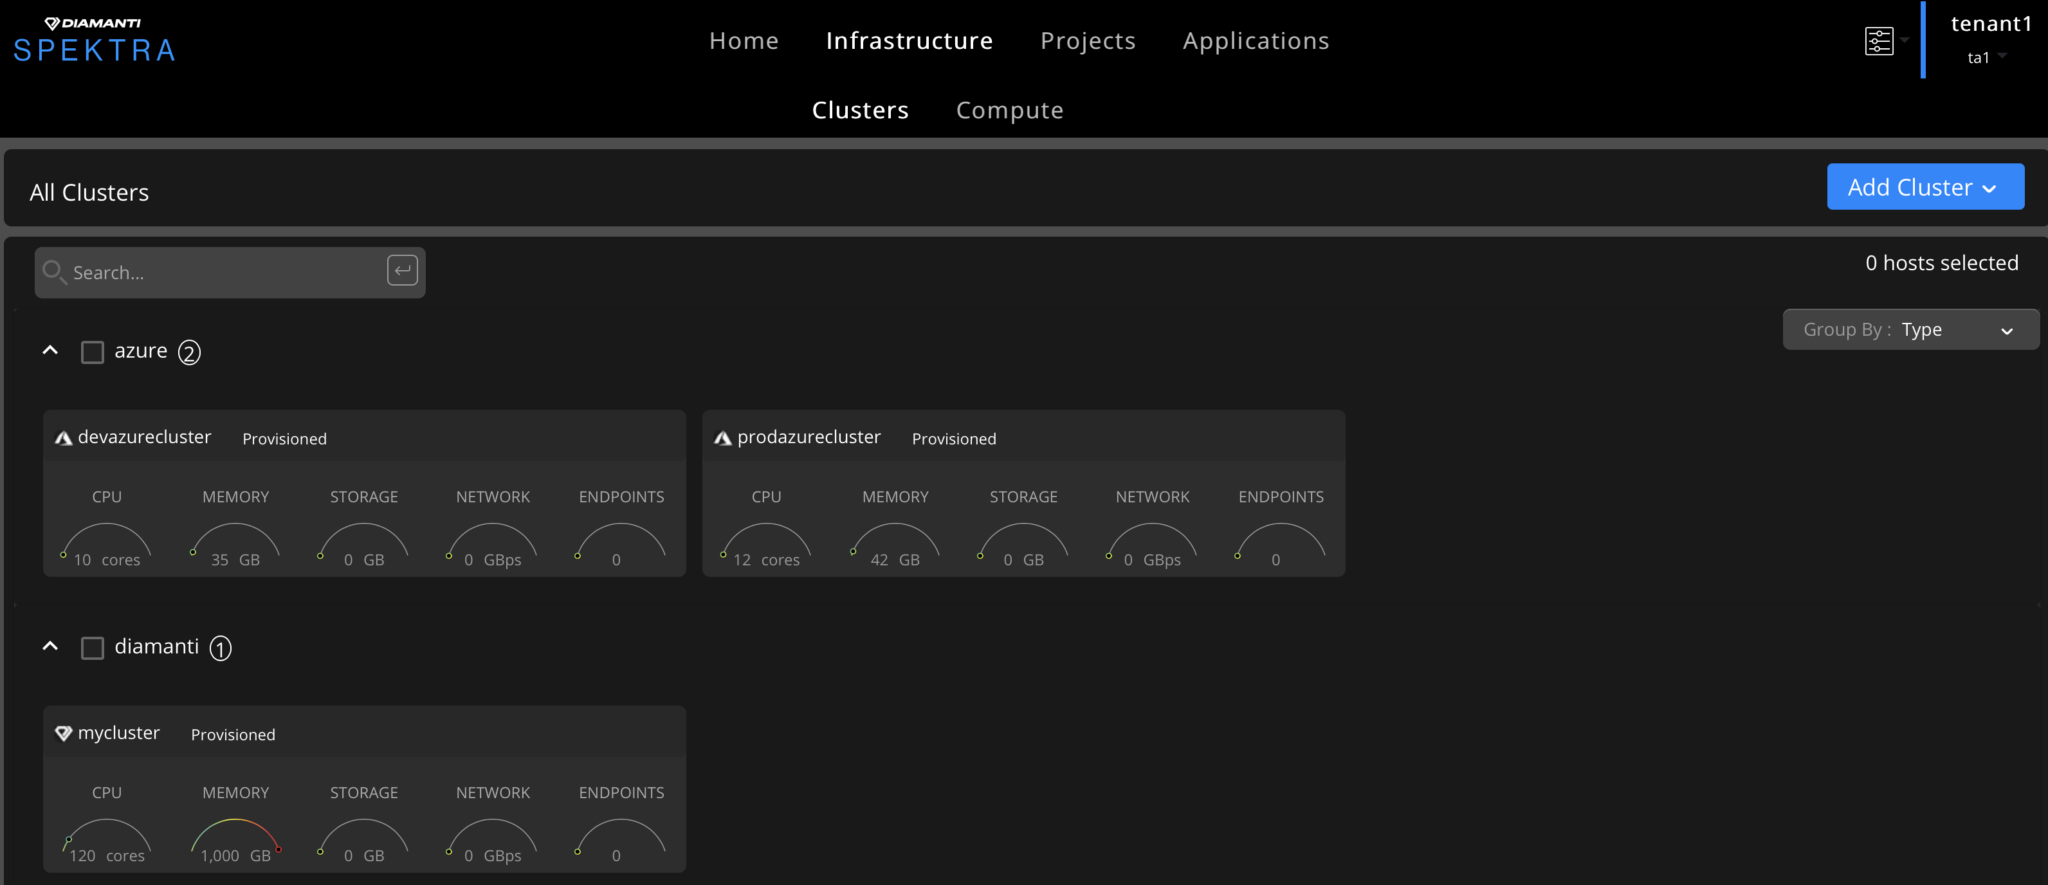 DIAMANTI
SPEKTRA
Home Infrastructure Projects Applications
tenant1
ta1
Clusters Compute
All Clusters
Add Cluster
Search...
0 hosts selected
Group By : Type
azure 2
devazurecluster Provisioned
CPU MEMORY STORAGE NETWORK ENDPOINTS
10 cores 35 GB 0 GB 0 GBps 0
prodazurecluster Provisioned
CPU MEMORY STORAGE NETWORK ENDPOINTS
12 cores 42 GB 0 GB 0 GBps 0
diamanti 1
mycluster Provisioned
CPU MEMORY STORAGE NETWORK ENDPOINTS
120 cores 1,000 GB 0 GB 0 GBps 0